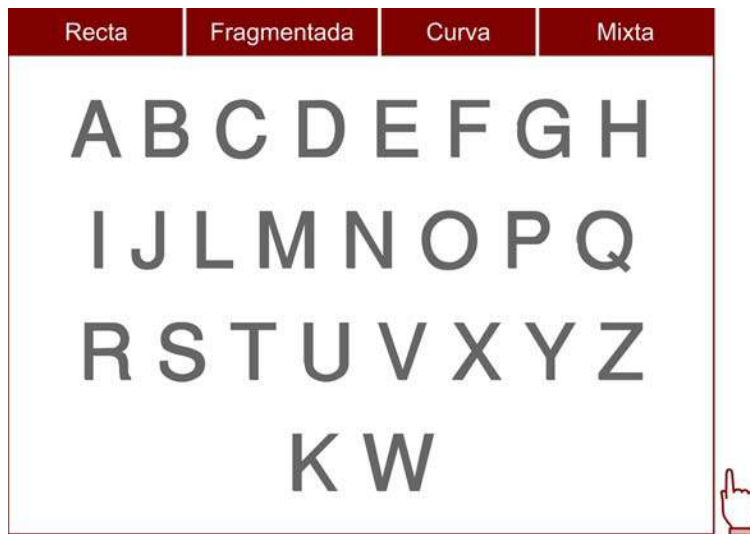 Recta Fragmentada Curva Mixta
A B C D E F G H
I J L M N O P Q
R S T U V X Y Z
K W